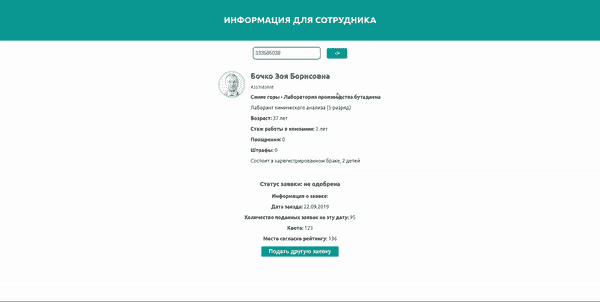 ИНФОРМАЦИЯ ДЛЯ СОТРУДНИКА
333585038
ОК
Бочко Зоя Борисовна
Синие горы • Лаборатория производства бутадиена
Лаборант химического анализа (5 разряд)
Возраст: 37 лет
Стаж работы в компании: 2 лет
Поощрения: 0
Штрафы: 0
Состоит в зарегистрированном браке, 2 детей
Статус заявки: не одобрена
Информация о заявке:
Дата заезда: 22.09.2019
Количество поданных заявок на эту дату: 95
Квота: 123
Место согласно рейтингу: 136
Подать другую заявку